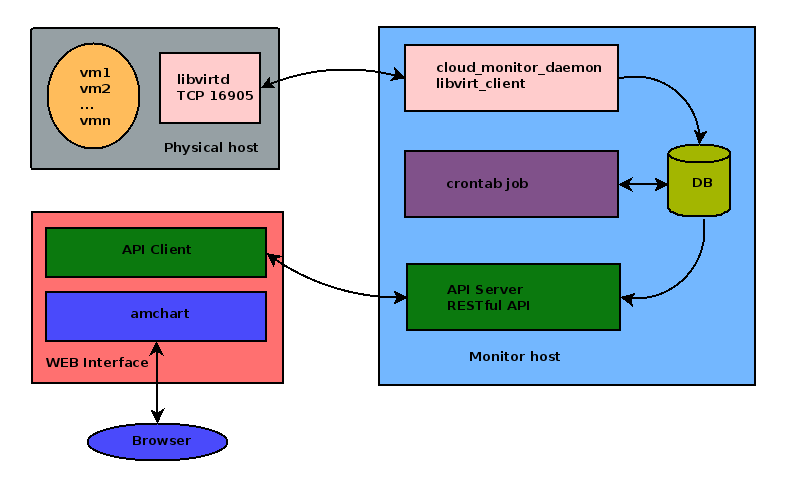 vm1
vm2
...
vmn
libvirtd
TCP 16905
Physical host
cloud_monitor_daemon
libvirt_client
crontab job
DB
API Server
RESTful API
Monitor host
API Client
amchart
WEB Interface
Browser